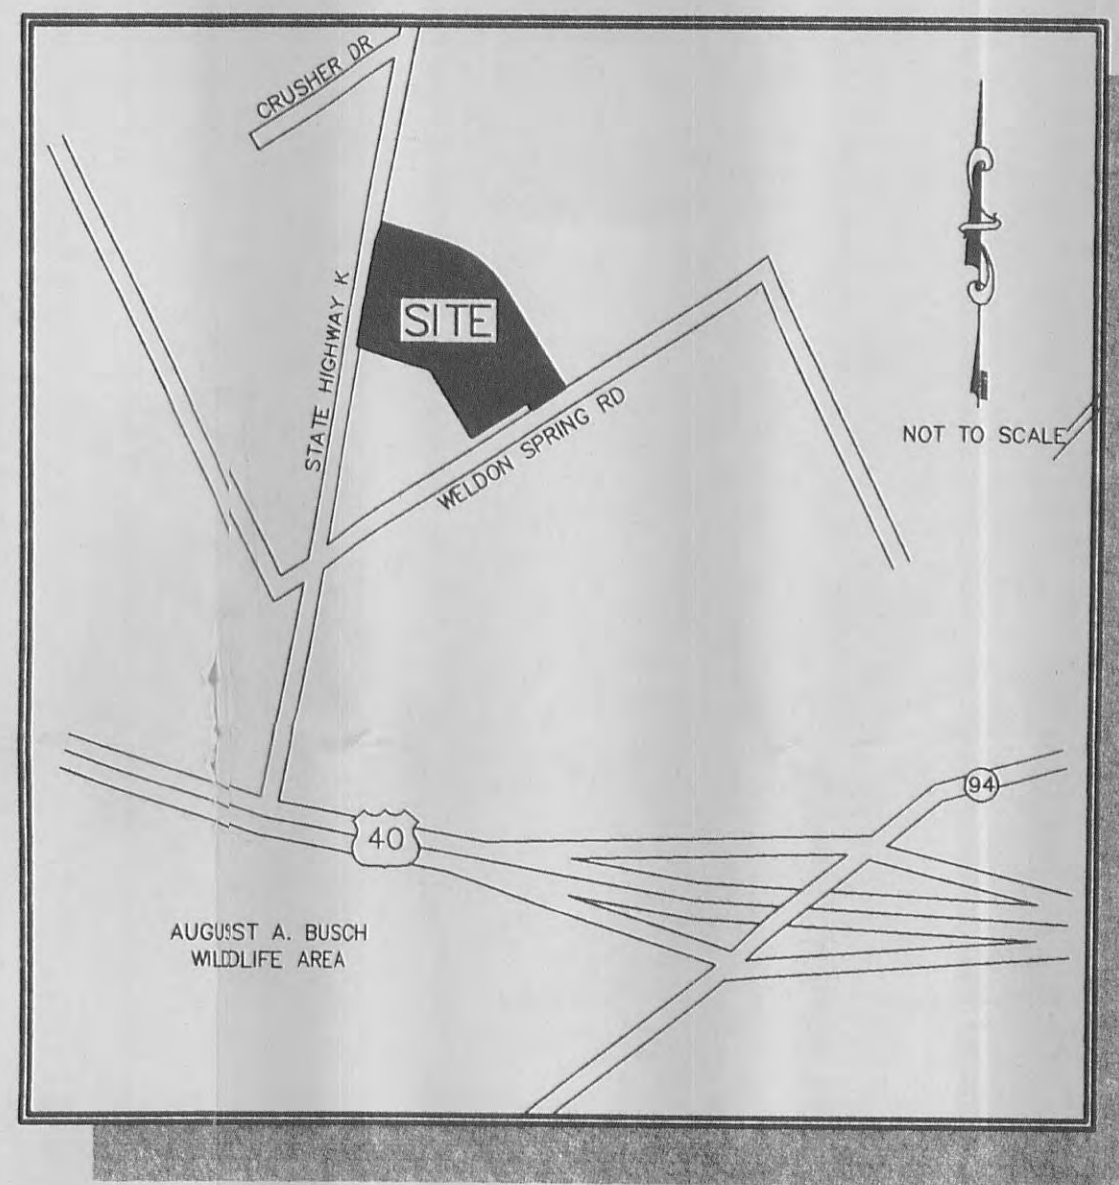 CRUSHER DR
STATE HIGHWAY K
SITE
WELDON SPRING RD
NOT TO SCALE
94
40
AUGUST A. BUSCH
WILDLIFE AREA